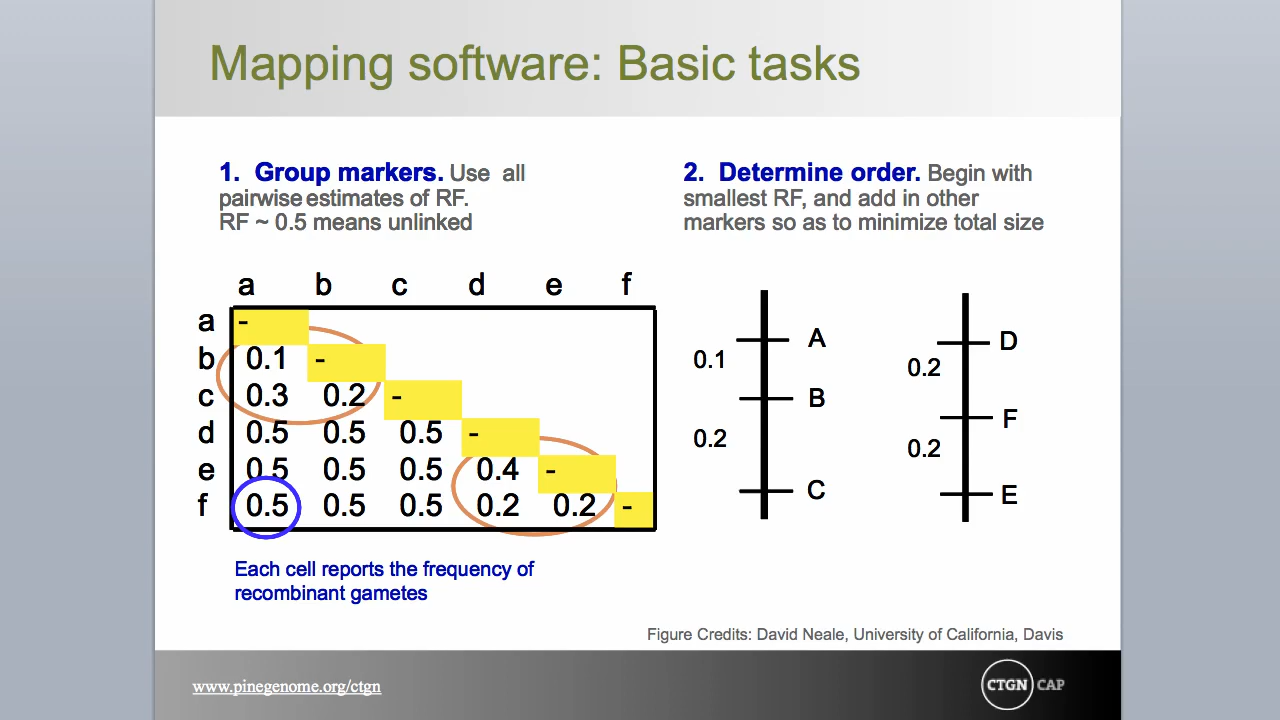 Mapping software: Basic tasks
1. Group markers. Use all
pairwise estimates of RF.
RF ~ 0.5 means unlinked
2. Determine order. Begin with
smallest RF, and add in other
markers so as to minimize total size
a b c d e f
a -
b 0.1 -
c 0.3 0.2 -
d 0.5 0.5 0.5 -
e 0.5 0.5 0.5 0.4 -
f 0.5 0.5 0.5 0.2 0.2 -
Each cell reports the frequency of
recombinant gametes
A
0.1
B
0.2
C
D
0.2
F
0.2
E
Figure Credits: David Neale, University of California, Davis
www.pinegenome.org/ctgn
CTGN CAP